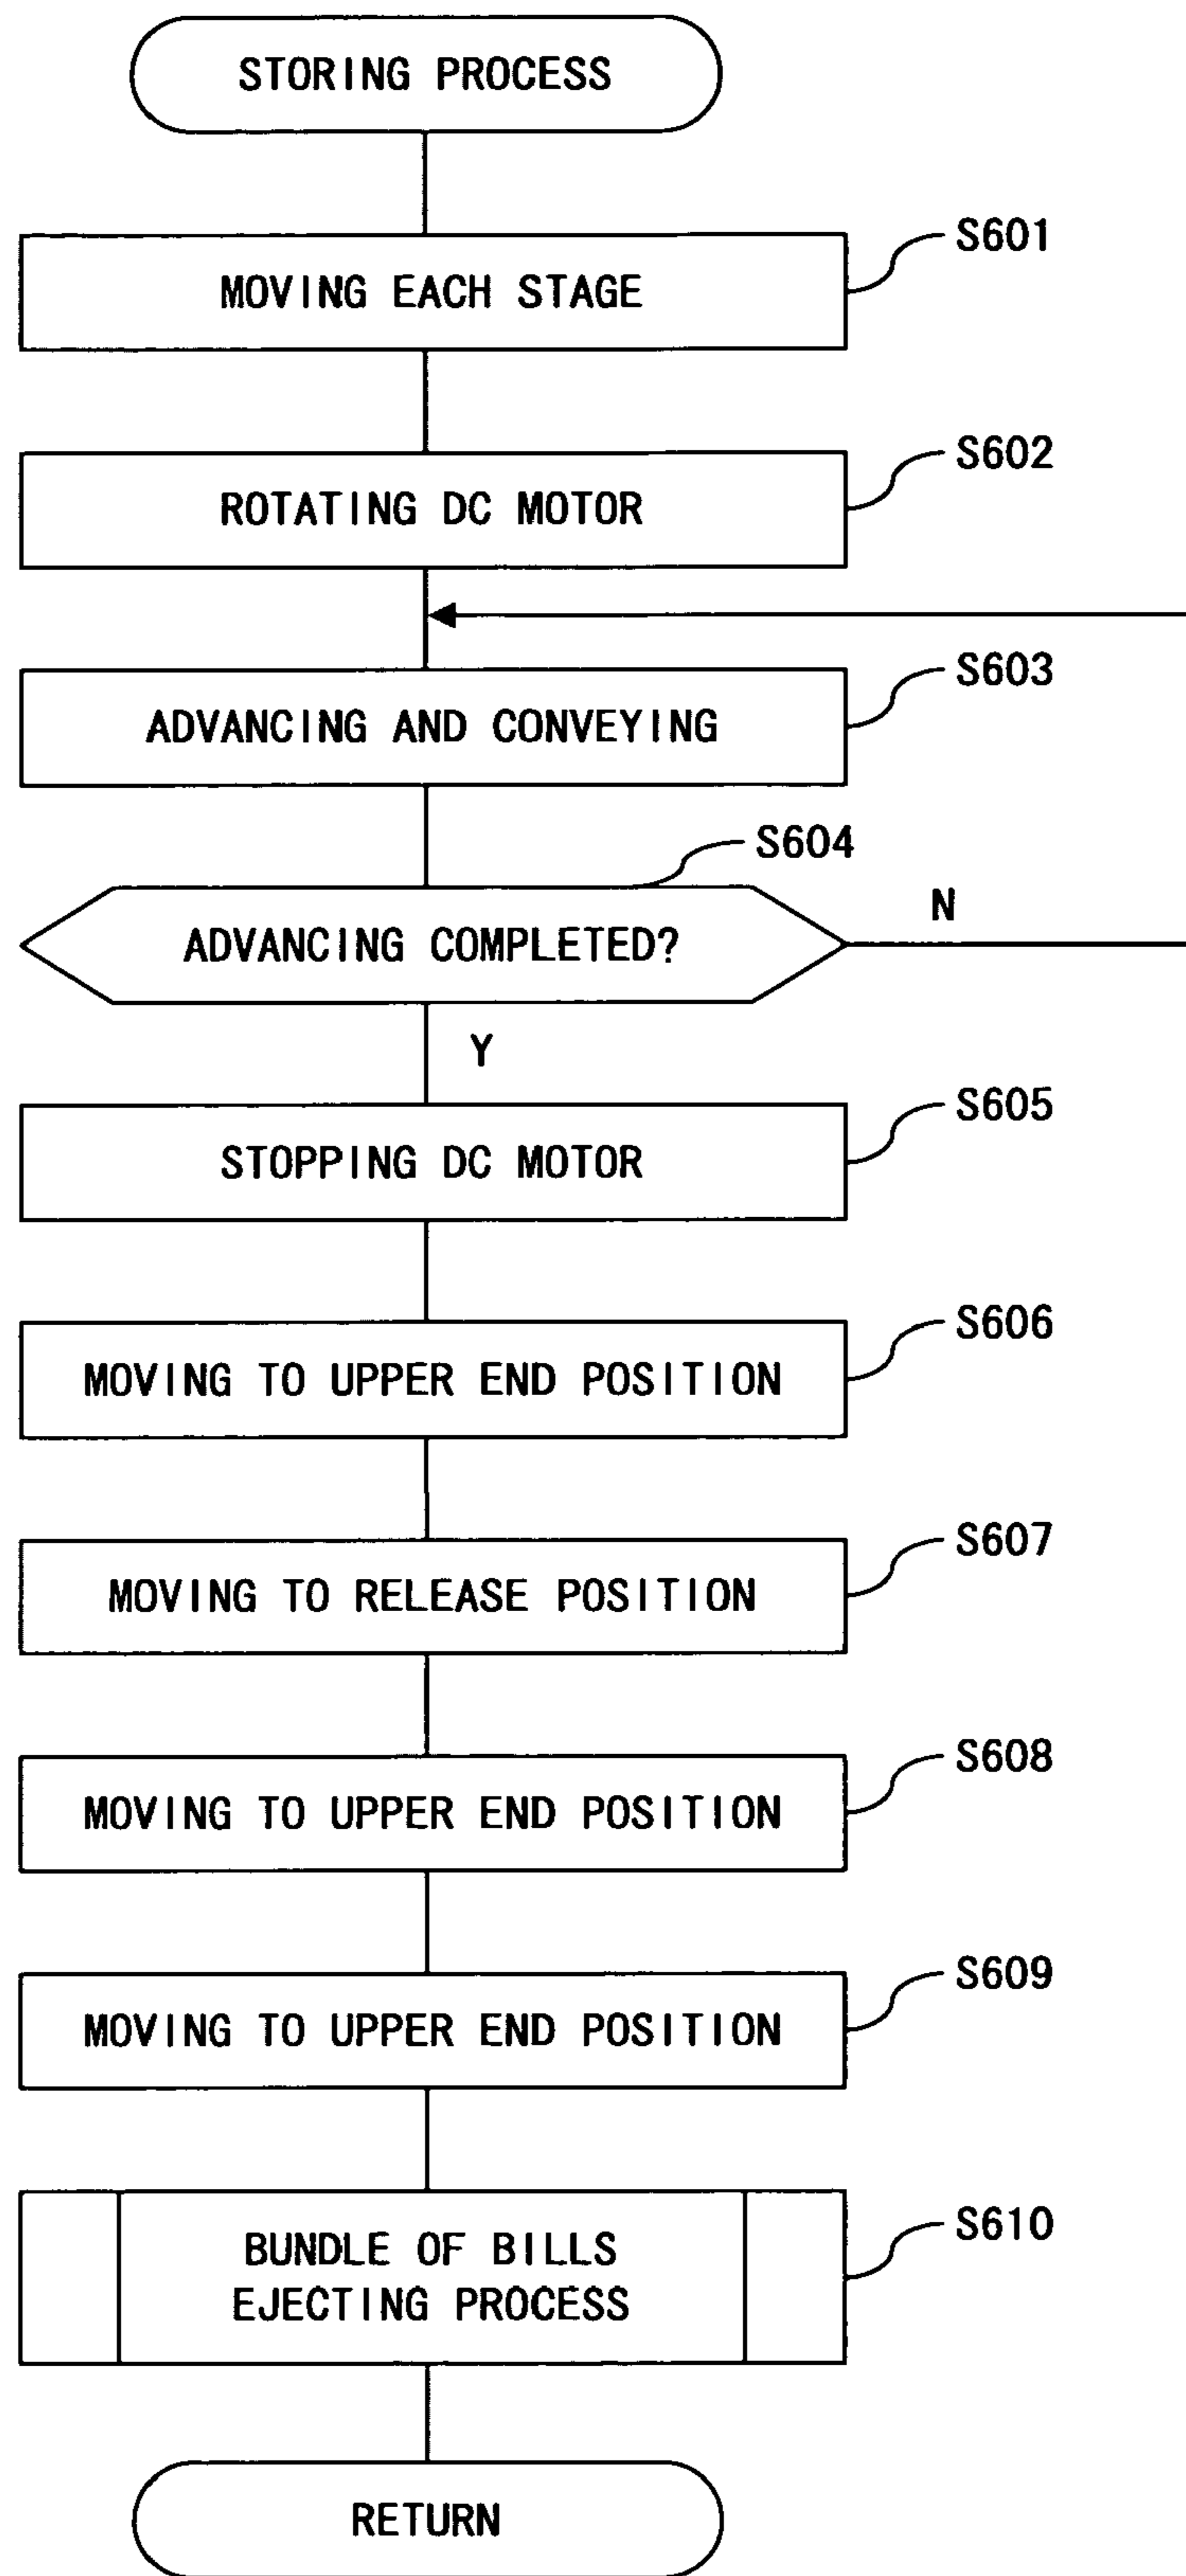 STORING PROCESS
S601
MOVING EACH STAGE
S602
ROTATING DC MOTOR
S603
ADVANCING AND CONVEYING
S604
N
ADVANCING COMPLETED?
Y
S605
STOPPING DC MOTOR
S606
MOVING TO UPPER END POSITION
S607
MOVING TO RELEASE POSITION
S608
MOVING TO UPPER END POSITION
S609
MOVING TO UPPER END POSITION
S610
BUNDLE OF BILLS
EJECTING PROCESS
RETURN